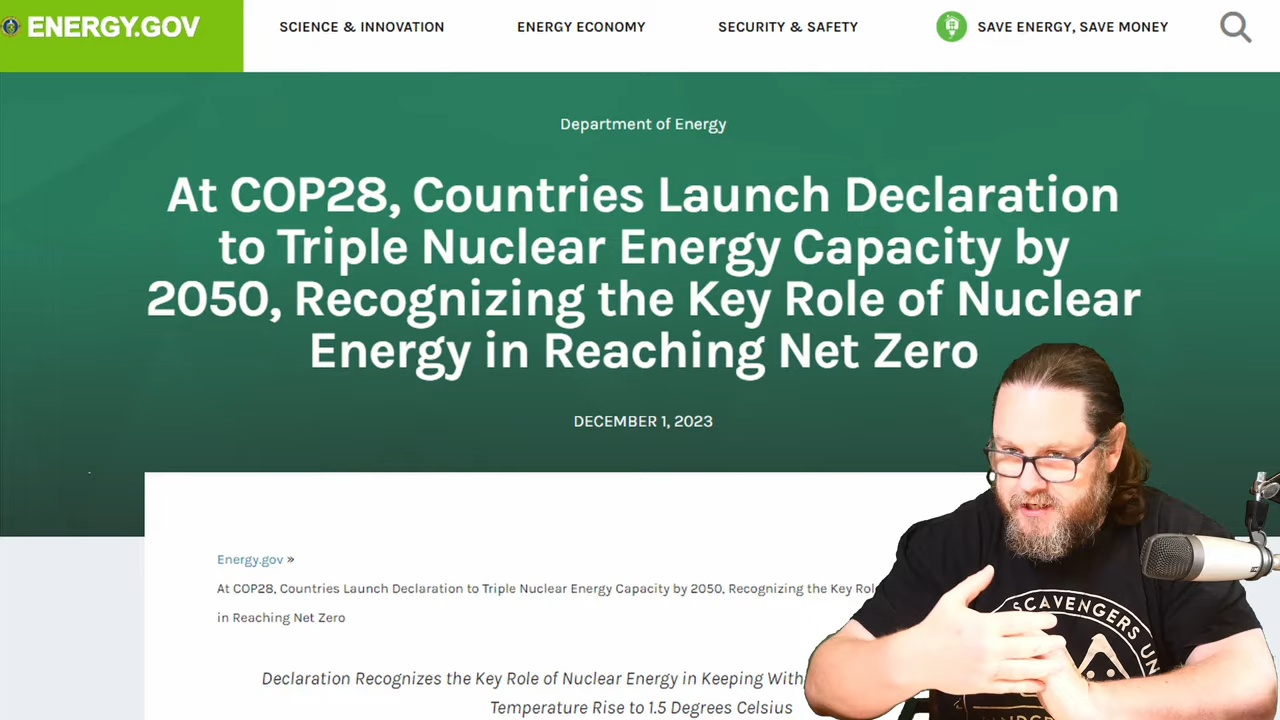 ENERGY.GOV
SCIENCE & INNOVATION
ENERGY ECONOMY
SECURITY & SAFETY
SAVE ENERGY, SAVE MONEY
Department of Energy
At COP28, Countries Launch Declaration
to Triple Nuclear Energy Capacity by
2050, Recognizing the Key Role of Nuclear
Energy in Reaching Net Zero
DECEMBER 1, 2023
Energy.gov »
At COP28, Countries Launch Declaration to Triple Nuclear Energy Capacity by 2050, Recognizing the Key
in Reaching Net Zero
Declaration Recognizes the Key Role of Nuclear Energy in Keeping
Temperature Rise to 1.5 Degrees Celsius
SCAVENGERS